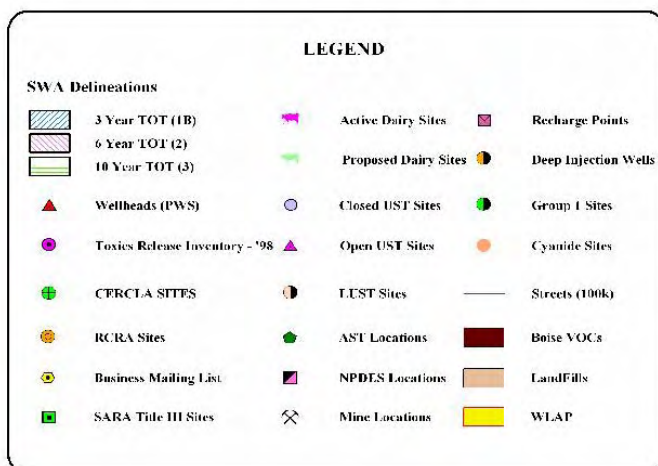 LEGEND
SWA Delineations
3 Year TOT (1B)
6 Year TOT (2)
10 Year TOT (3)
Wellheads (PWS)
Toxics Release Inventory - '98
CERCLA SITES
RCRA Sites
Business Mailing List
SARA Title III Sites
Active Dairy Sites
Proposed Dairy Sites
Closed UST Sites
Open UST Sites
LUST Sites
AST Locations
NPDES Locations
Mine Locations
Recharge Points
Deep Injection Wells
Group 1 Sites
Cyanide Sites
Streets (100k)
Boise VOCs
LandFills
WLAP